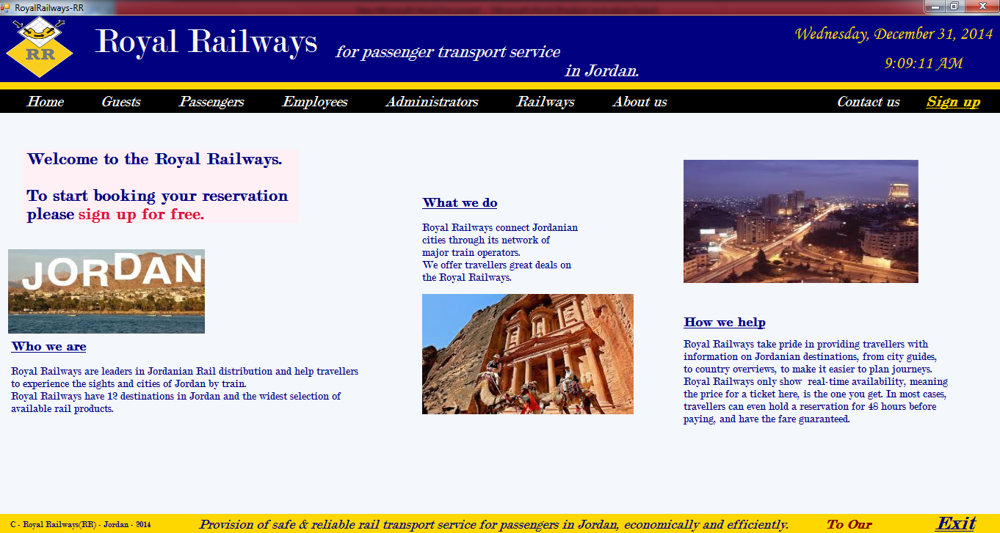 RoyalRailways-RR
RR
Royal Railways
for passenger transport service
in Jordan.
Wednesday, December 31, 2014
9:09:11 AM
Home Guests Passengers Employees Administrators Railways About us Contact us Sign up
Welcome to the Royal Railways.
To start booking your reservation
please sign up for free.
JORDAN
Who we are
Royal Railways are leaders in Jordanian Rail distribution and help travellers
to experience the sights and cities of Jordan by train.
Royal Railways have 12 destinations in Jordan and the widest selection of
available rail products.
What we do
Royal Railways connect Jordanian
cities through its network of
major train operators.
We offer travellers great deals on
the Royal Railways.
How we help
Royal Railways take pride in providing travellers with
information on Jordanian destinations, from city guides,
to country overviews, to make it easier to plan journeys.
Royal Railways only show  real-time availability, meaning
the price for a ticket here, is the one you get. In most cases,
travellers can even hold a reservation for 48 hours before
paying, and have the fare guaranteed.
C - Royal Railways(RR) - Jordan - 2014
Provision of safe & reliable rail transport service for passengers in Jordan, economically and efficiently.
To Our
Exit